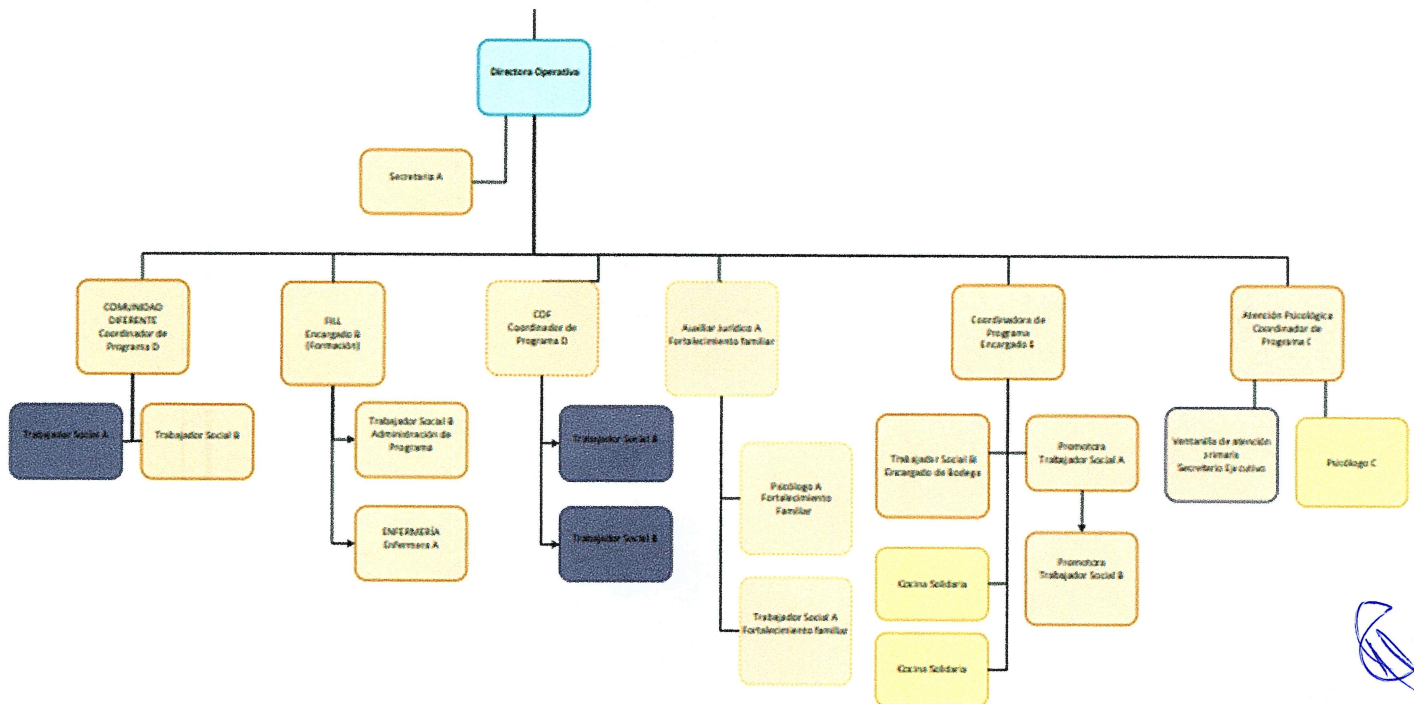 Directora Operativa
Secretaria A
COMUNIDAD
DIFERENTE
Coordinador de
Programa D
FILL
Encargado B
(Formación)
CDF
Coordinador de
Programa D
Auxiliar Jurídico A
Fortalecimiento familiar
Coordinadora de
Programa
Encargado E
Atención Psicológica
Coordinador de
Programa C
Trabajador Social A
Trabajador Social B
Trabajador Social B
Administración de
Programa
ENFERMERÍA
Enfermera A
Trabajador Social B
Trabajador Social B
Psicólogo A
Fortalecimiento
Familiar
Trabajador Social A
Fortalecimiento familiar
Trabajador Social B
Encargado de Bodega
Promotora
Trabajador Social A
Cocina Solidaria
Promotora
Trabajador Social B
Cocina Solidaria
Ventanilla de atención
primaria
Secretario Ejecutivo
Psicólogo C